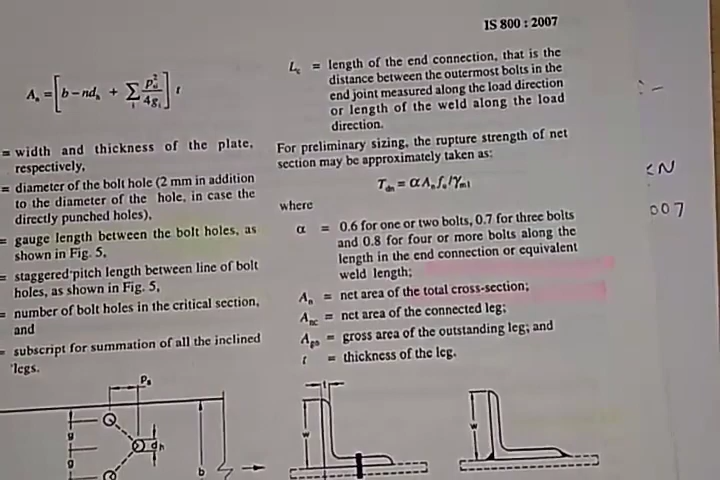 IS 800 : 2007
A_n = [b − nd_h + ∑_i p_si² / 4g_i] t
= width and thickness of the plate,
respectively,
= diameter of the bolt hole (2 mm in addition
to the diameter of the hole, in case the
directly punched holes),
= gauge length between the bolt holes, as
shown in Fig. 5,
= staggered pitch length between line of bolt
holes, as shown in Fig. 5,
= number of bolt holes in the critical section,
and
= subscript for summation of all the inclined
legs.
P_s
g
g
d_h
b
L_c = length of the end connection, that is the
distance between the outermost bolts in the
end joint measured along the load direction
or length of the weld along the load
direction.
For preliminary sizing, the rupture strength of net
section may be approximately taken as:
T_dn = α A_n f_u / γ_m1
where
α = 0.6 for one or two bolts, 0.7 for three bolts
and 0.8 for four or more bolts along the
length in the end connection or equivalent
weld length;
A_n = net area of the total cross-section;
A_nc = net area of the connected leg;
A_go = gross area of the outstanding leg; and
t = thickness of the leg.
t
w
w
007